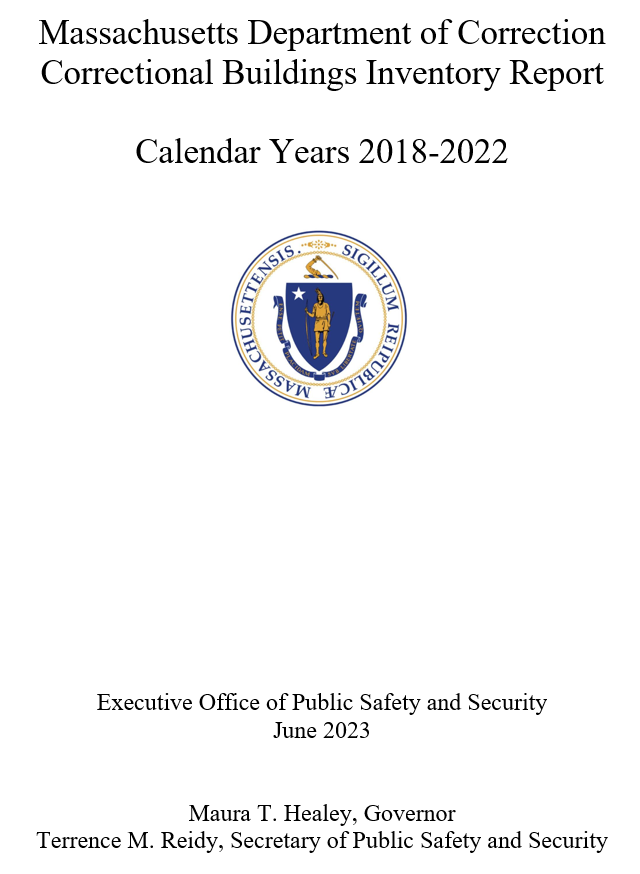 Massachusetts Department of Correction
Correctional Buildings Inventory Report
Calendar Years 2018-2022
SIGILLUM REIPUBLICÆ MASSACHUSETTENSIS.
Executive Office of Public Safety and Security
June 2023
Maura T. Healey, Governor
Terrence M. Reidy, Secretary of Public Safety and Security